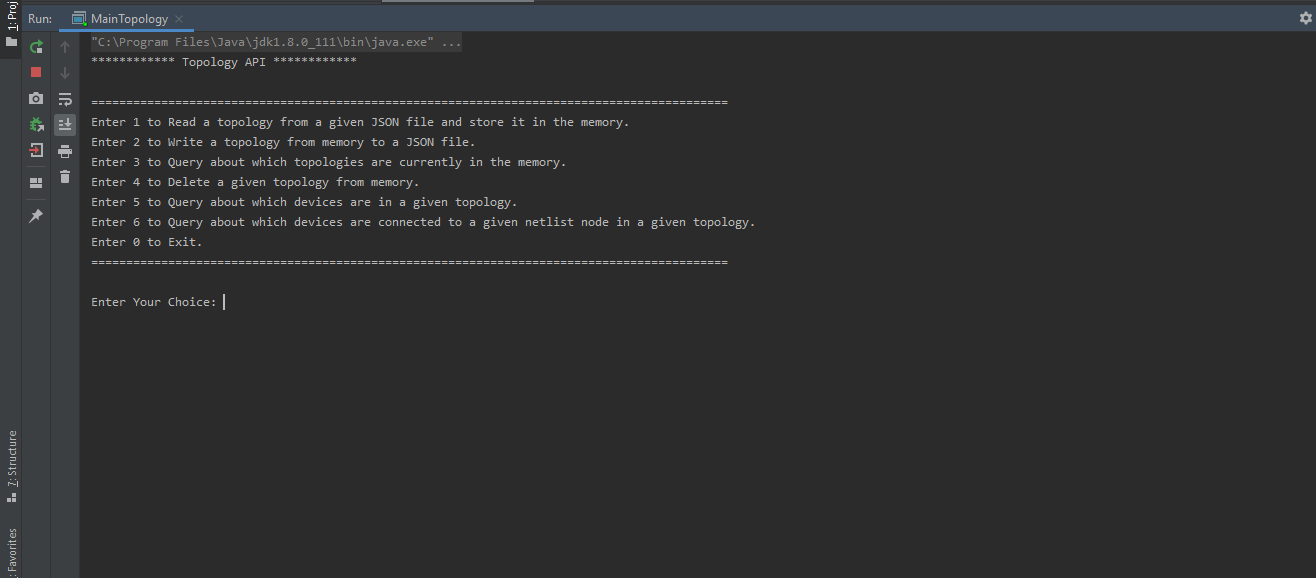 Run: MainTopology
"C:\Program Files\Java\jdk1.8.0_111\bin\java.exe" ...
************ Topology API ************
===========================================================================================
Enter 1 to Read a topology from a given JSON file and store it in the memory.
Enter 2 to Write a topology from memory to a JSON file.
Enter 3 to Query about which topologies are currently in the memory.
Enter 4 to Delete a given topology from memory.
Enter 5 to Query about which devices are in a given topology.
Enter 6 to Query about which devices are connected to a given netlist node in a given topology.
Enter 0 to Exit.
===========================================================================================
Enter Your Choice:
1: Proj
7: Structure
Favorites